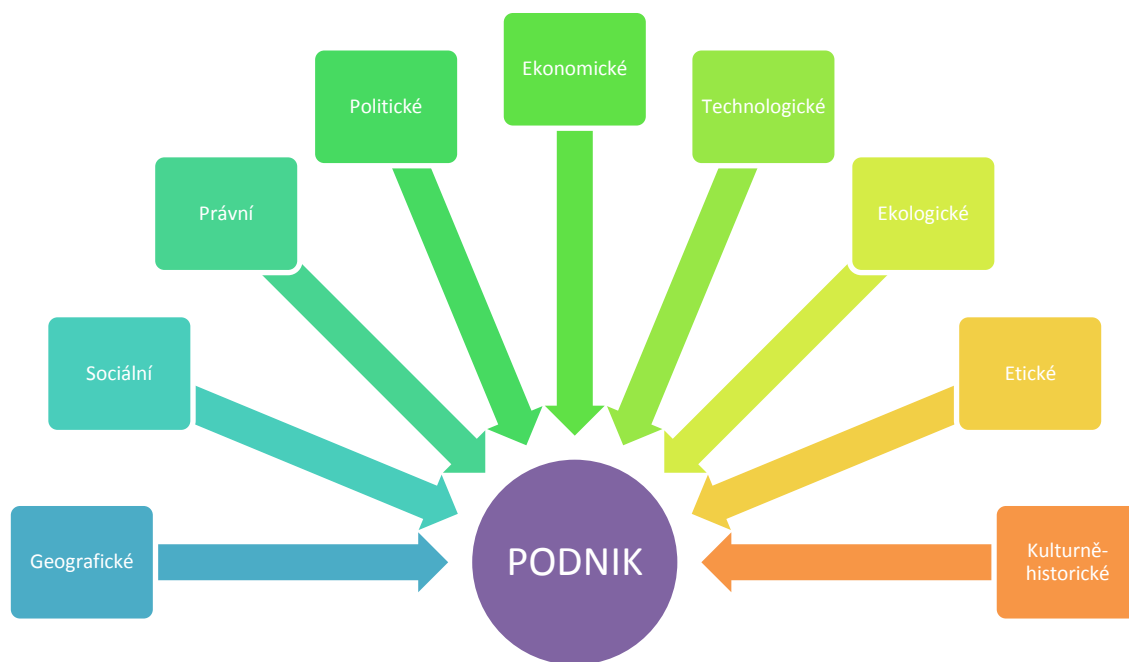 Ekonomické
Politické
Technologické
Právní
Ekologické
Sociální
Etické
Geografické
PODNIK
Kulturně-
historické